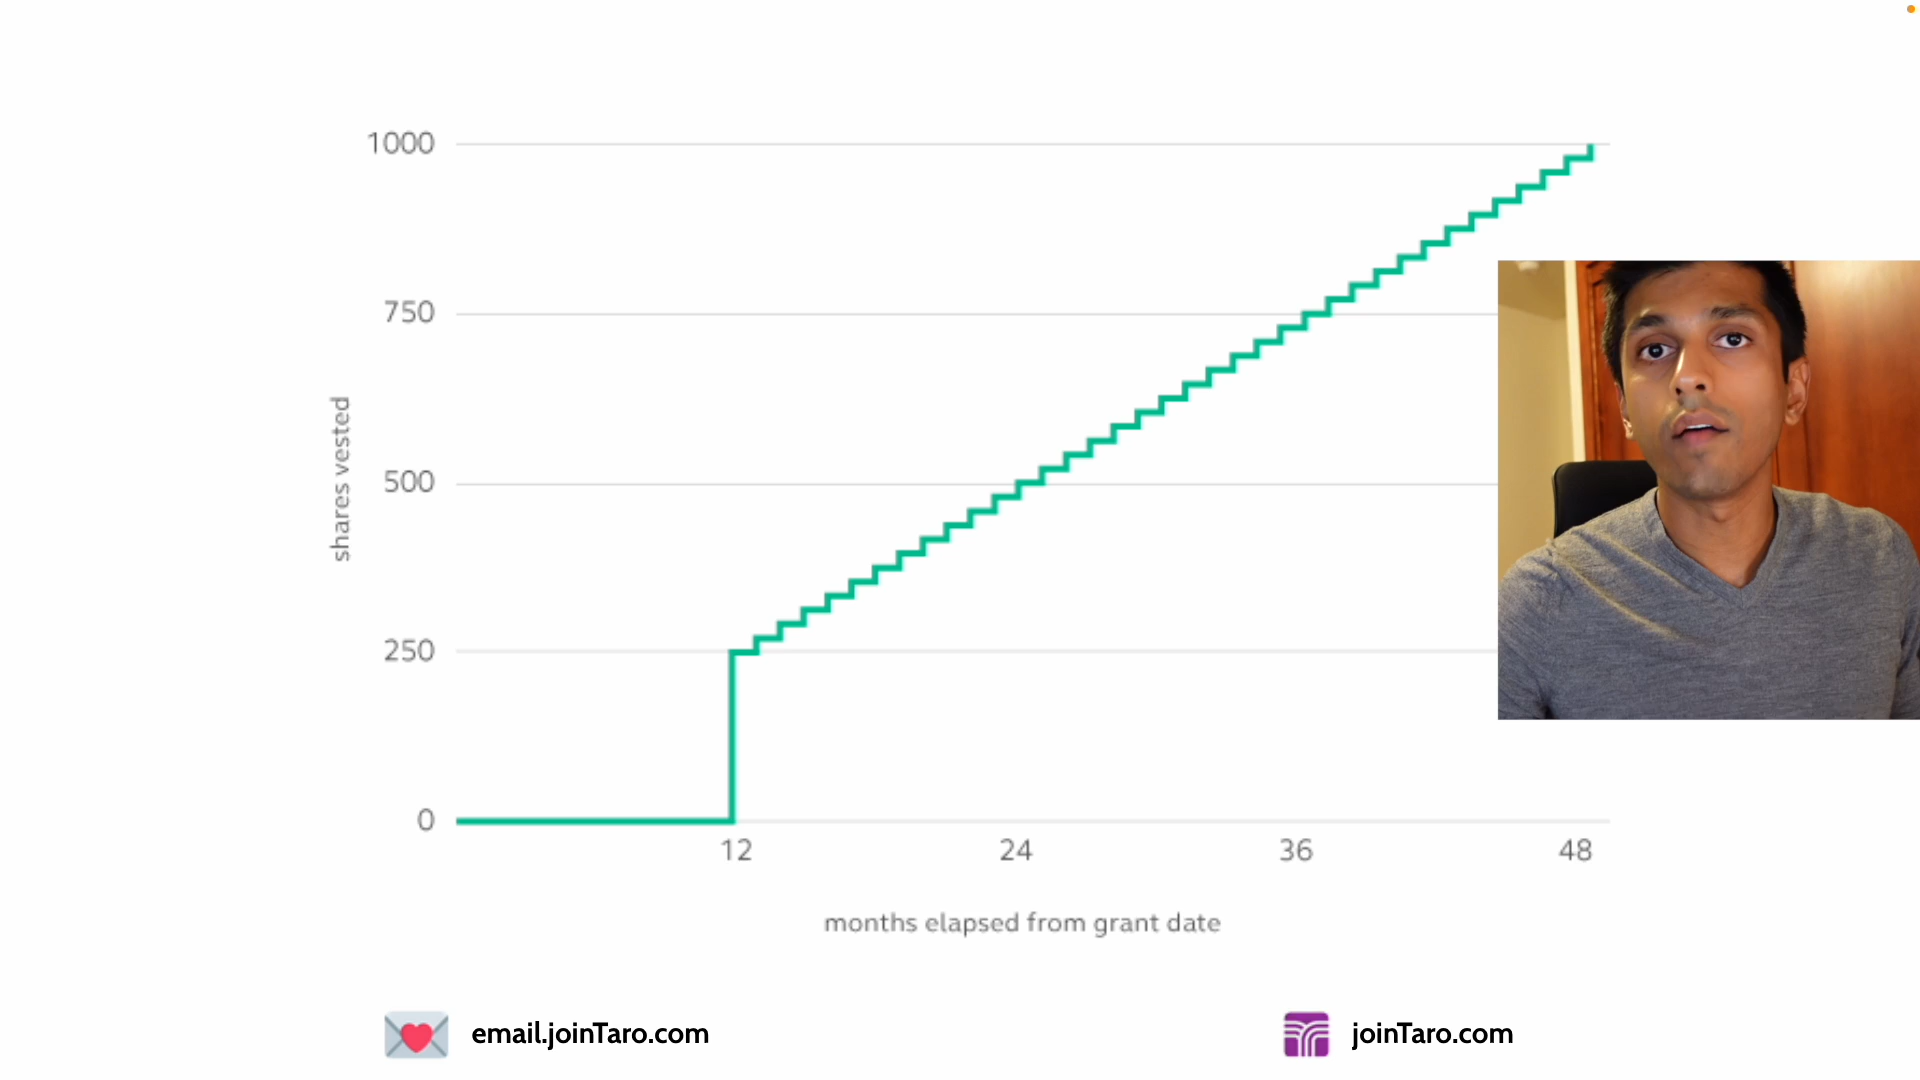 1000
750
500
250
0
shares vested
12 24 36 48
months elapsed from grant date
email.joinTaro.com
joinTaro.com